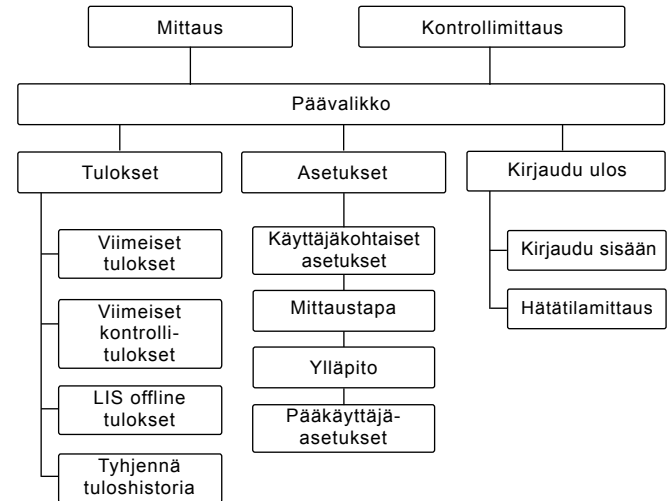 Mittaus
Kontrollimittaus
Päävalikko
Tulokset
Asetukset
Kirjaudu ulos
Viimeiset
tulokset
Viimeiset
kontrolli-
tulokset
LIS offline
tulokset
Tyhjennä
tuloshistoria
Käyttäjäkohtaiset
asetukset
Mittaustapa
Ylläpito
Pääkäyttäjä-
asetukset
Kirjaudu sisään
Hätätilamittaus